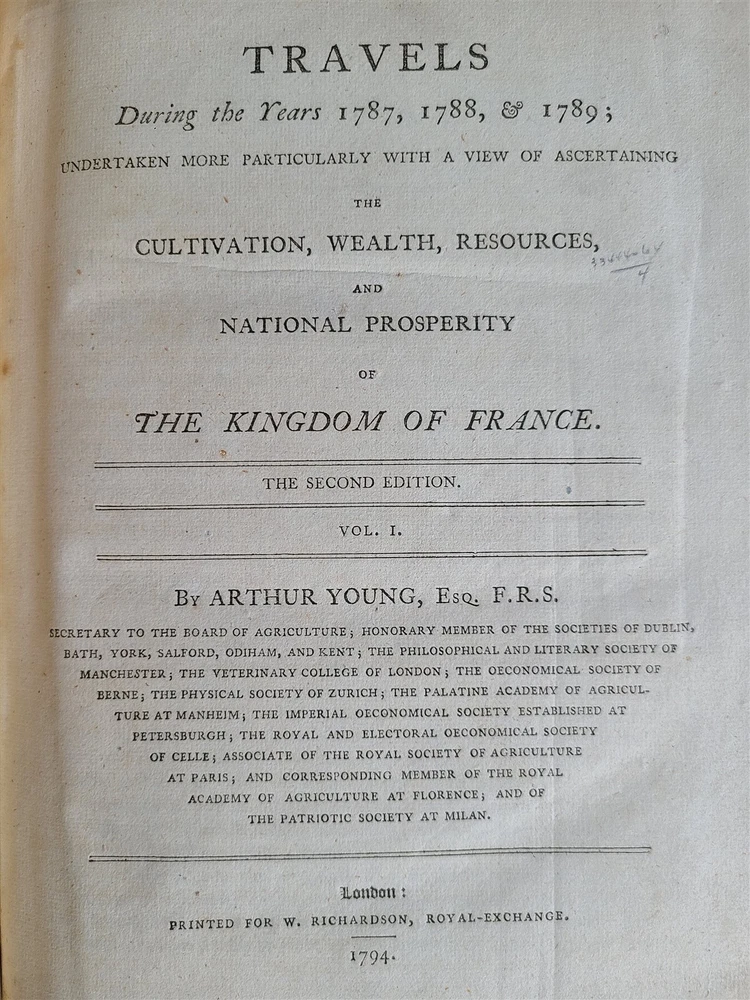 TRAVELS
During the Years 1787, 1788, & 1789;
UNDERTAKEN MORE PARTICULARLY WITH A VIEW OF ASCERTAINING
THE
CULTIVATION, WEALTH, RESOURCES,
AND
NATIONAL PROSPERITY
OF
THE KINGDOM OF FRANCE.
THE SECOND EDITION.
VOL. I.
By ARTHUR YOUNG, Esq. F.R.S.
SECRETARY TO THE BOARD OF AGRICULTURE; HONORARY MEMBER OF THE SOCIETIES OF DUBLIN,
BATH, YORK, SALFORD, ODIHAM, AND KENT; THE PHILOSOPHICAL AND LITERARY SOCIETY OF
MANCHESTER; THE VETERINARY COLLEGE OF LONDON; THE OECONOMICAL SOCIETY OF
BERNE; THE PHYSICAL SOCIETY OF ZURICH; THE PALATINE ACADEMY OF AGRICUL-
TURE AT MANHEIM; THE IMPERIAL OECONOMICAL SOCIETY ESTABLISHED AT
PETERSBURGH; THE ROYAL AND ELECTORAL OECONOMICAL SOCIETY
OF CELLE; ASSOCIATE OF THE ROYAL SOCIETY OF AGRICULTURE
AT PARIS; AND CORRESPONDING MEMBER OF THE ROYAL
ACADEMY OF AGRICULTURE AT FLORENCE; AND OF
THE PATRIOTIC SOCIETY AT MILAN.
London:
PRINTED FOR W. RICHARDSON, ROYAL-EXCHANGE.
1794.